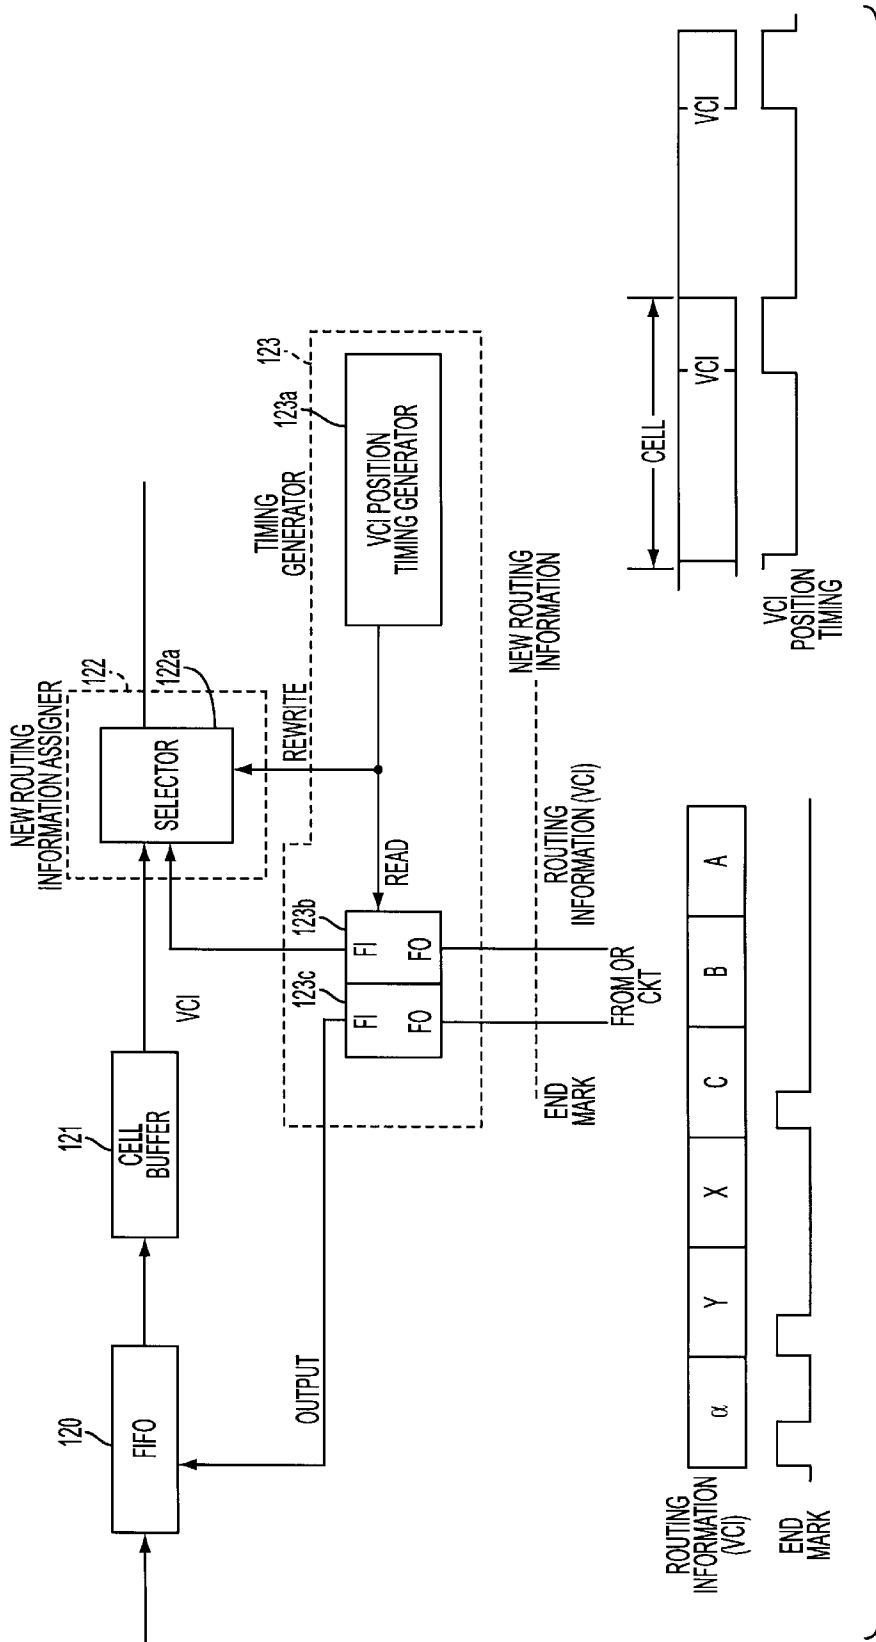 120
FIFO
121
CELL
BUFFER
VCI
NEW ROUTING
INFORMATION ASSIGNER
122
122a
SELECTOR
OUTPUT
REWRITE
READ
TIMING
GENERATOR
123
123a
VCI POSITION
TIMING GENERATOR
123c
123b
FI
FI
FO
FO
END
MARK
ROUTING
INFORMATION (VCI)
NEW ROUTING
INFORMATION
FROM OR
CKT
ROUTING
INFORMATION
(VCI)
α
Y
X
C
B
A
END
MARK
CELL
VCI
VCI
VCI
POSITION
TIMING